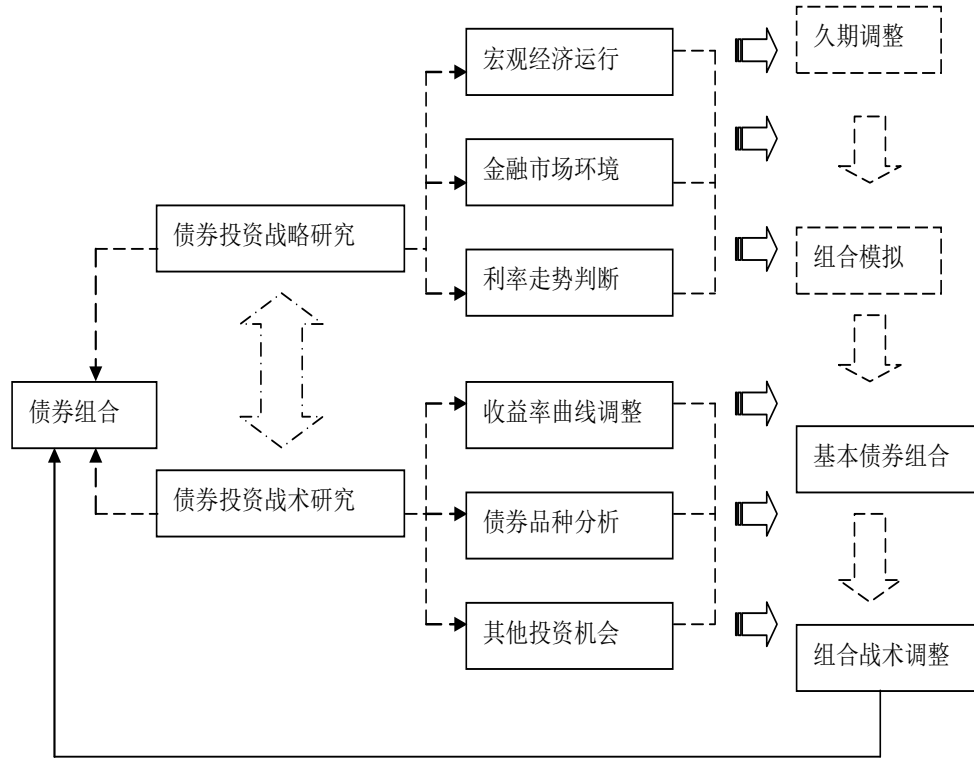 宏观经济运行
久期调整
金融市场环境
债券投资战略研究
组合模拟
利率走势判断
债券组合
收益率曲线调整
基本债券组合
债券投资战术研究
债券品种分析
其他投资机会
组合战术调整